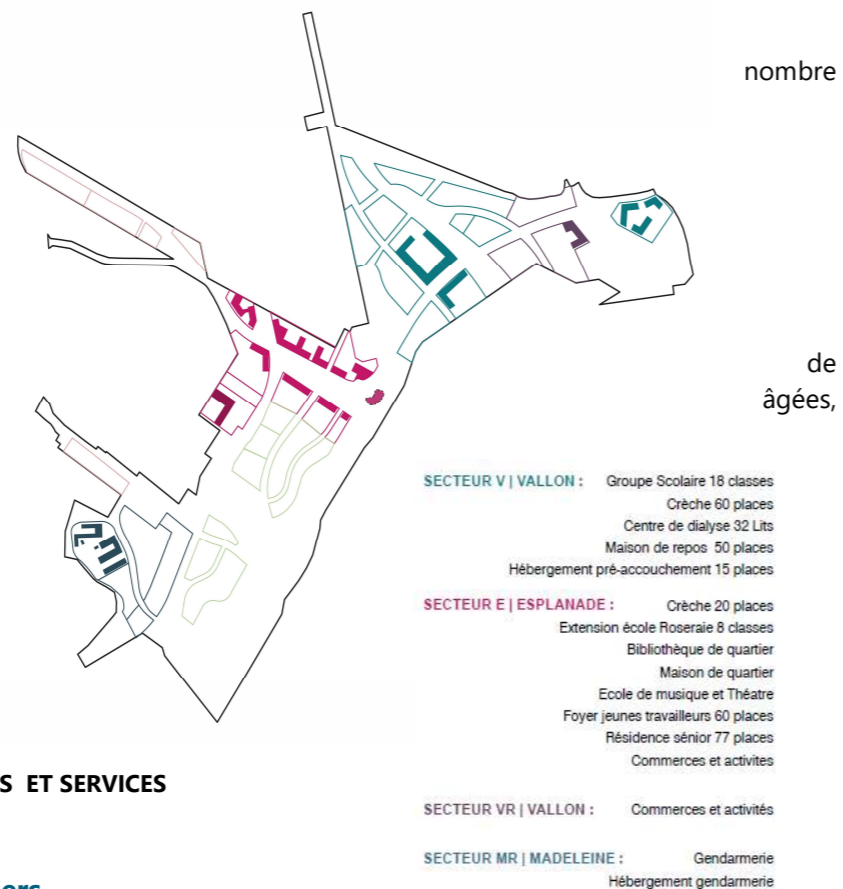 nombre
de
âgées,
SECTEUR V | VALLON : Groupe Scolaire 18 classes
Crèche 60 places
Centre de dialyse 32 Lits
Maison de repos 50 places
Hébergement pré-accouchement 15 places
SECTEUR E | ESPLANADE : Crèche 20 places
Extension école Roseraie 8 classes
Bibliothèque de quartier
Maison de quartier
Ecole de musique et Théatre
Foyer jeunes travailleurs 60 places
Résidence sénior 77 places
Commerces et activites
S ET SERVICES
SECTEUR VR | VALLON : Commerces et activités
SECTEUR MR | MADELEINE : Gendarmerie
Hébergement gendarmerie